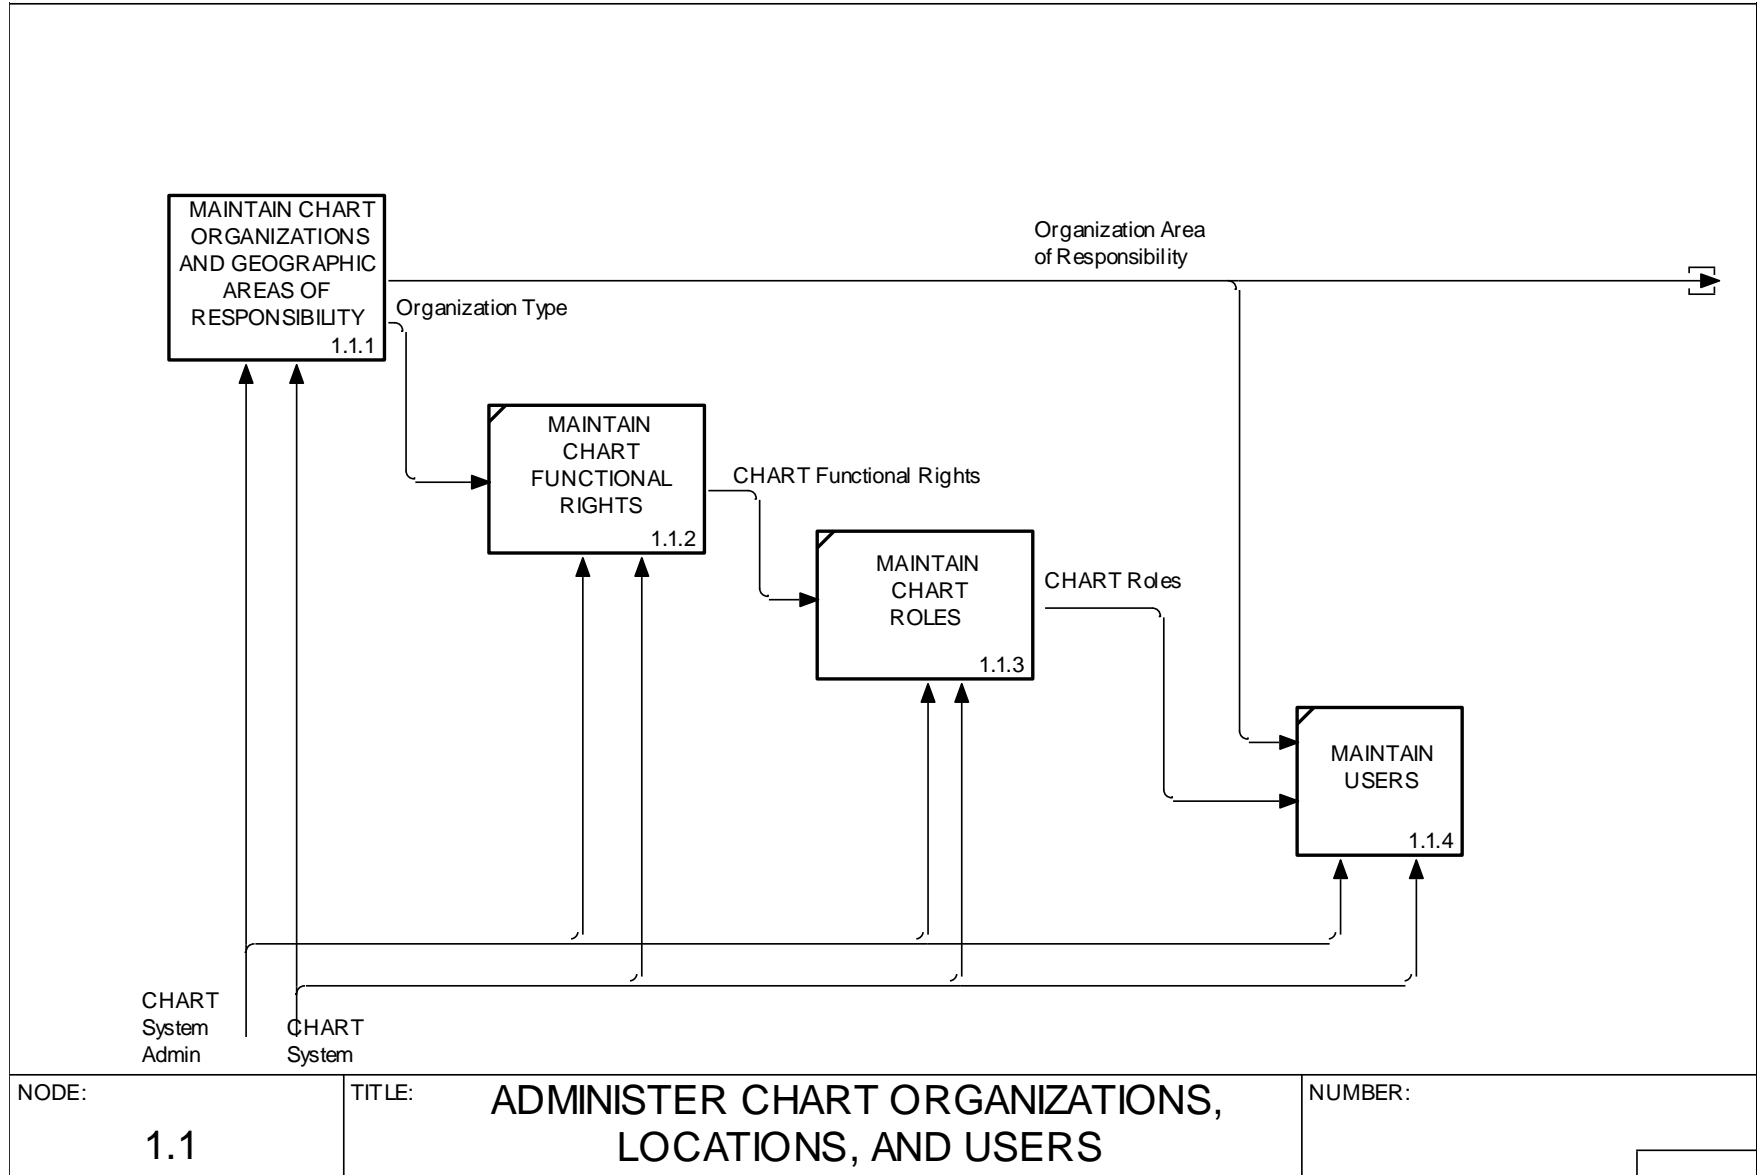 MAINTAIN CHART
ORGANIZATIONS
AND GEOGRAPHIC
AREAS OF
RESPONSIBILITY
1.1.1
Organization Area
of Responsibility
Organization Type
MAINTAIN
CHART
FUNCTIONAL
RIGHTS
1.1.2
CHART Functional Rights
MAINTAIN
CHART
ROLES
1.1.3
CHART Roles
MAINTAIN
USERS
1.1.4
CHART
System
Admin
CHART
System
NODE:
1.1
TITLE:
ADMINISTER CHART ORGANIZATIONS,
LOCATIONS, AND USERS
NUMBER: